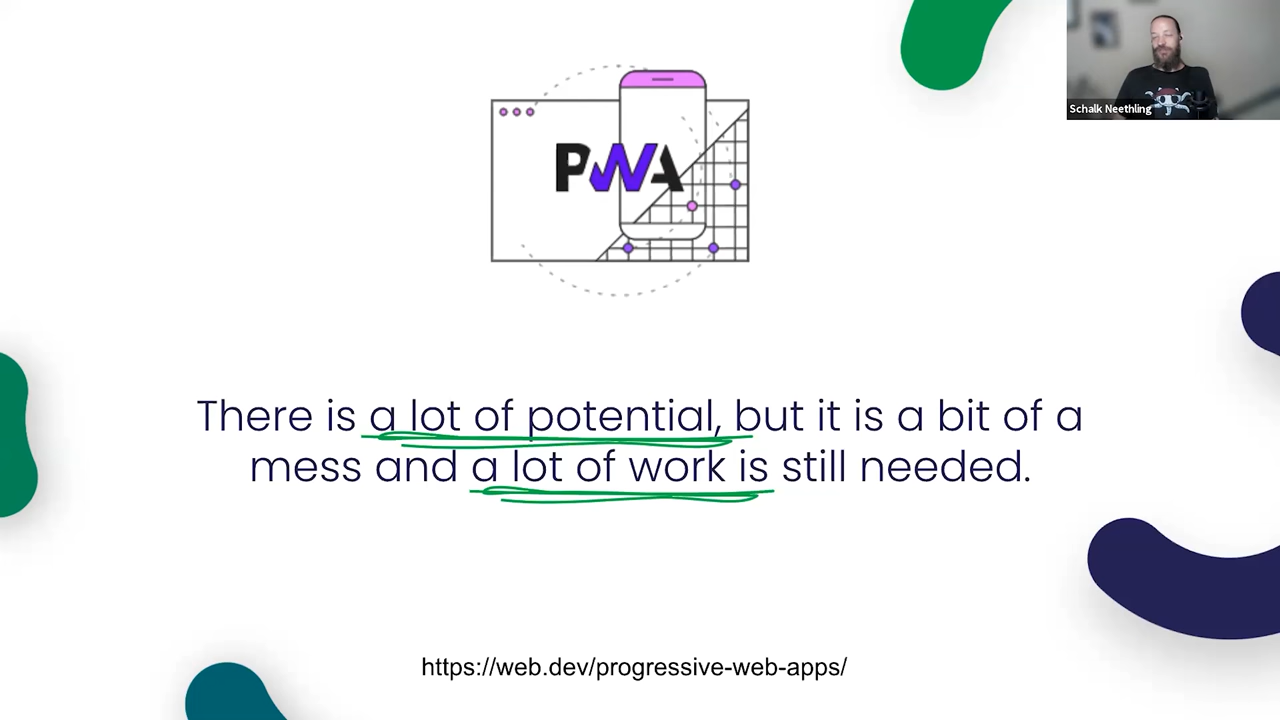 Schalk Neethling
PWA
There is a lot of potential, but it is a bit of a
mess and a lot of work is still needed.
https://web.dev/progressive-web-apps/